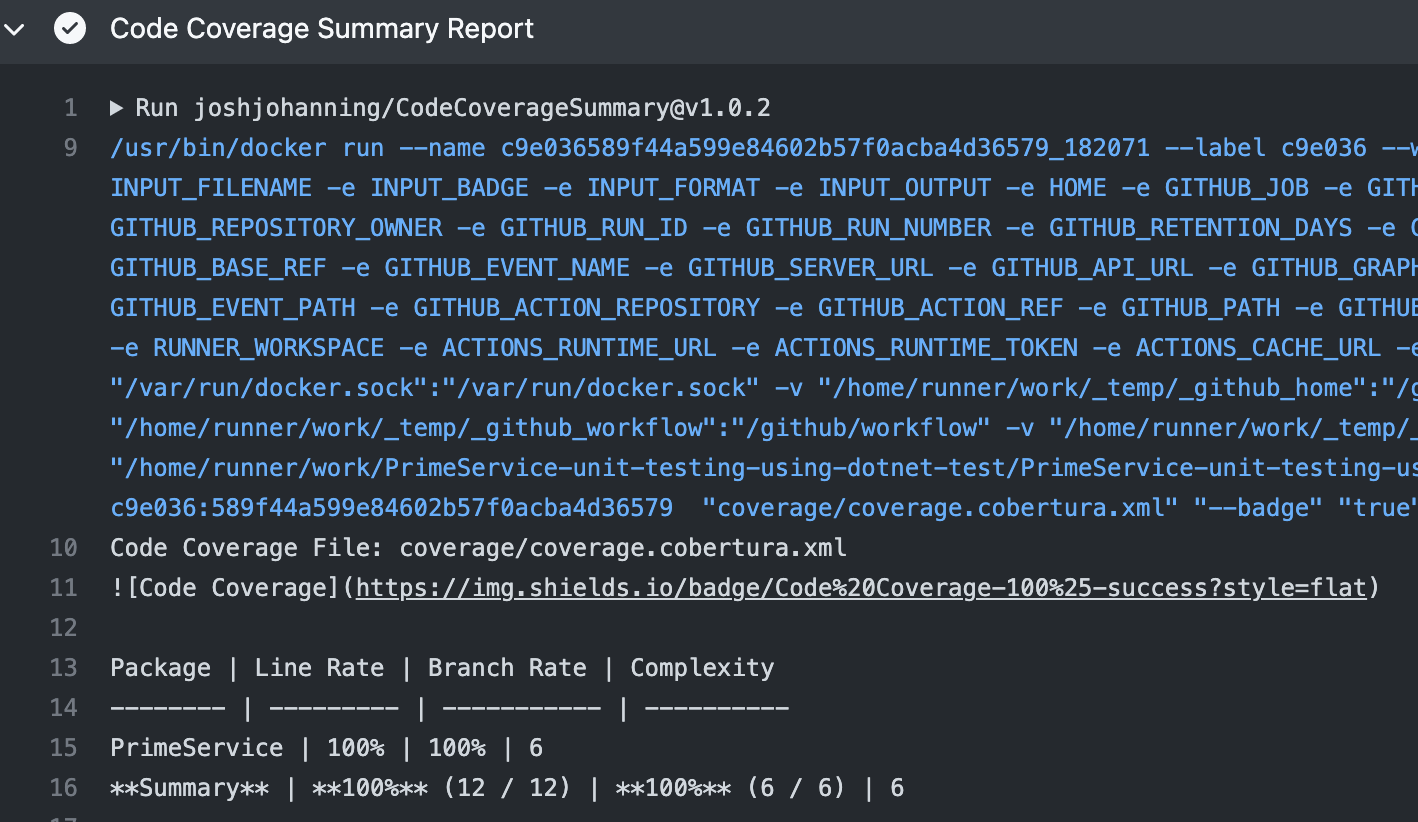 Code Coverage Summary Report
1 ▶ Run joshjohanning/CodeCoverageSummary@v1.0.2
9 /usr/bin/docker run --name c9e036589f44a599e84602b57f0acba4d36579_182071 --label c9e036
INPUT_FILENAME -e INPUT_BADGE -e INPUT_FORMAT -e INPUT_OUTPUT -e HOME -e GITHUB_JOB -e
GITHUB_REPOSITORY_OWNER -e GITHUB_RUN_ID -e GITHUB_RUN_NUMBER -e GITHUB_RETENTION_DAYS -e
GITHUB_BASE_REF -e GITHUB_EVENT_NAME -e GITHUB_SERVER_URL -e GITHUB_API_URL -e
GITHUB_EVENT_PATH -e GITHUB_ACTION_REPOSITORY -e GITHUB_ACTION_REF -e GITHUB_PATH -e
-e RUNNER_WORKSPACE -e ACTIONS_RUNTIME_URL -e ACTIONS_RUNTIME_TOKEN -e ACTIONS_CACHE_URL
"/var/run/docker.sock":"/var/run/docker.sock" -v "/home/runner/work/_temp/_github_home":"/
"/home/runner/work/_temp/_github_workflow":"/github/workflow" -v "/home/runner/work/_temp/
"/home/runner/work/PrimeService-unit-testing-using-dotnet-test/PrimeService-unit-testing-
c9e036:589f44a599e84602b57f0acba4d36579  "coverage/coverage.cobertura.xml" "--badge" "true"
10 Code Coverage File: coverage/coverage.cobertura.xml
11 ![Code Coverage](https://img.shields.io/badge/Code%20Coverage-100%25-success?style=flat)
12
13 Package | Line Rate | Branch Rate | Complexity
14 -------- | --------- | ----------- | ----------
15 PrimeService | 100% | 100% | 6
16 **Summary** | **100%** (12 / 12) | **100%** (6 / 6) | 6